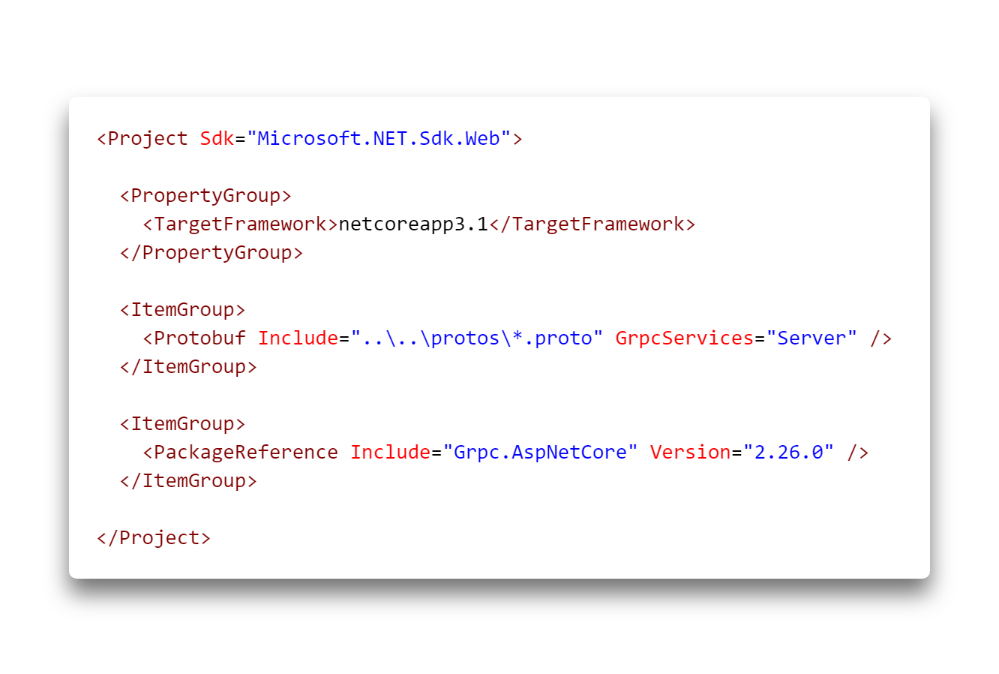 <Project Sdk="Microsoft.NET.Sdk.Web">
<PropertyGroup>
<TargetFramework>netcoreapp3.1</TargetFramework>
</PropertyGroup>
<ItemGroup>
<Protobuf Include="..\..\protos\*.proto" GrpcServices="Server" />
</ItemGroup>
<ItemGroup>
<PackageReference Include="Grpc.AspNetCore" Version="2.26.0" />
</ItemGroup>
</Project>